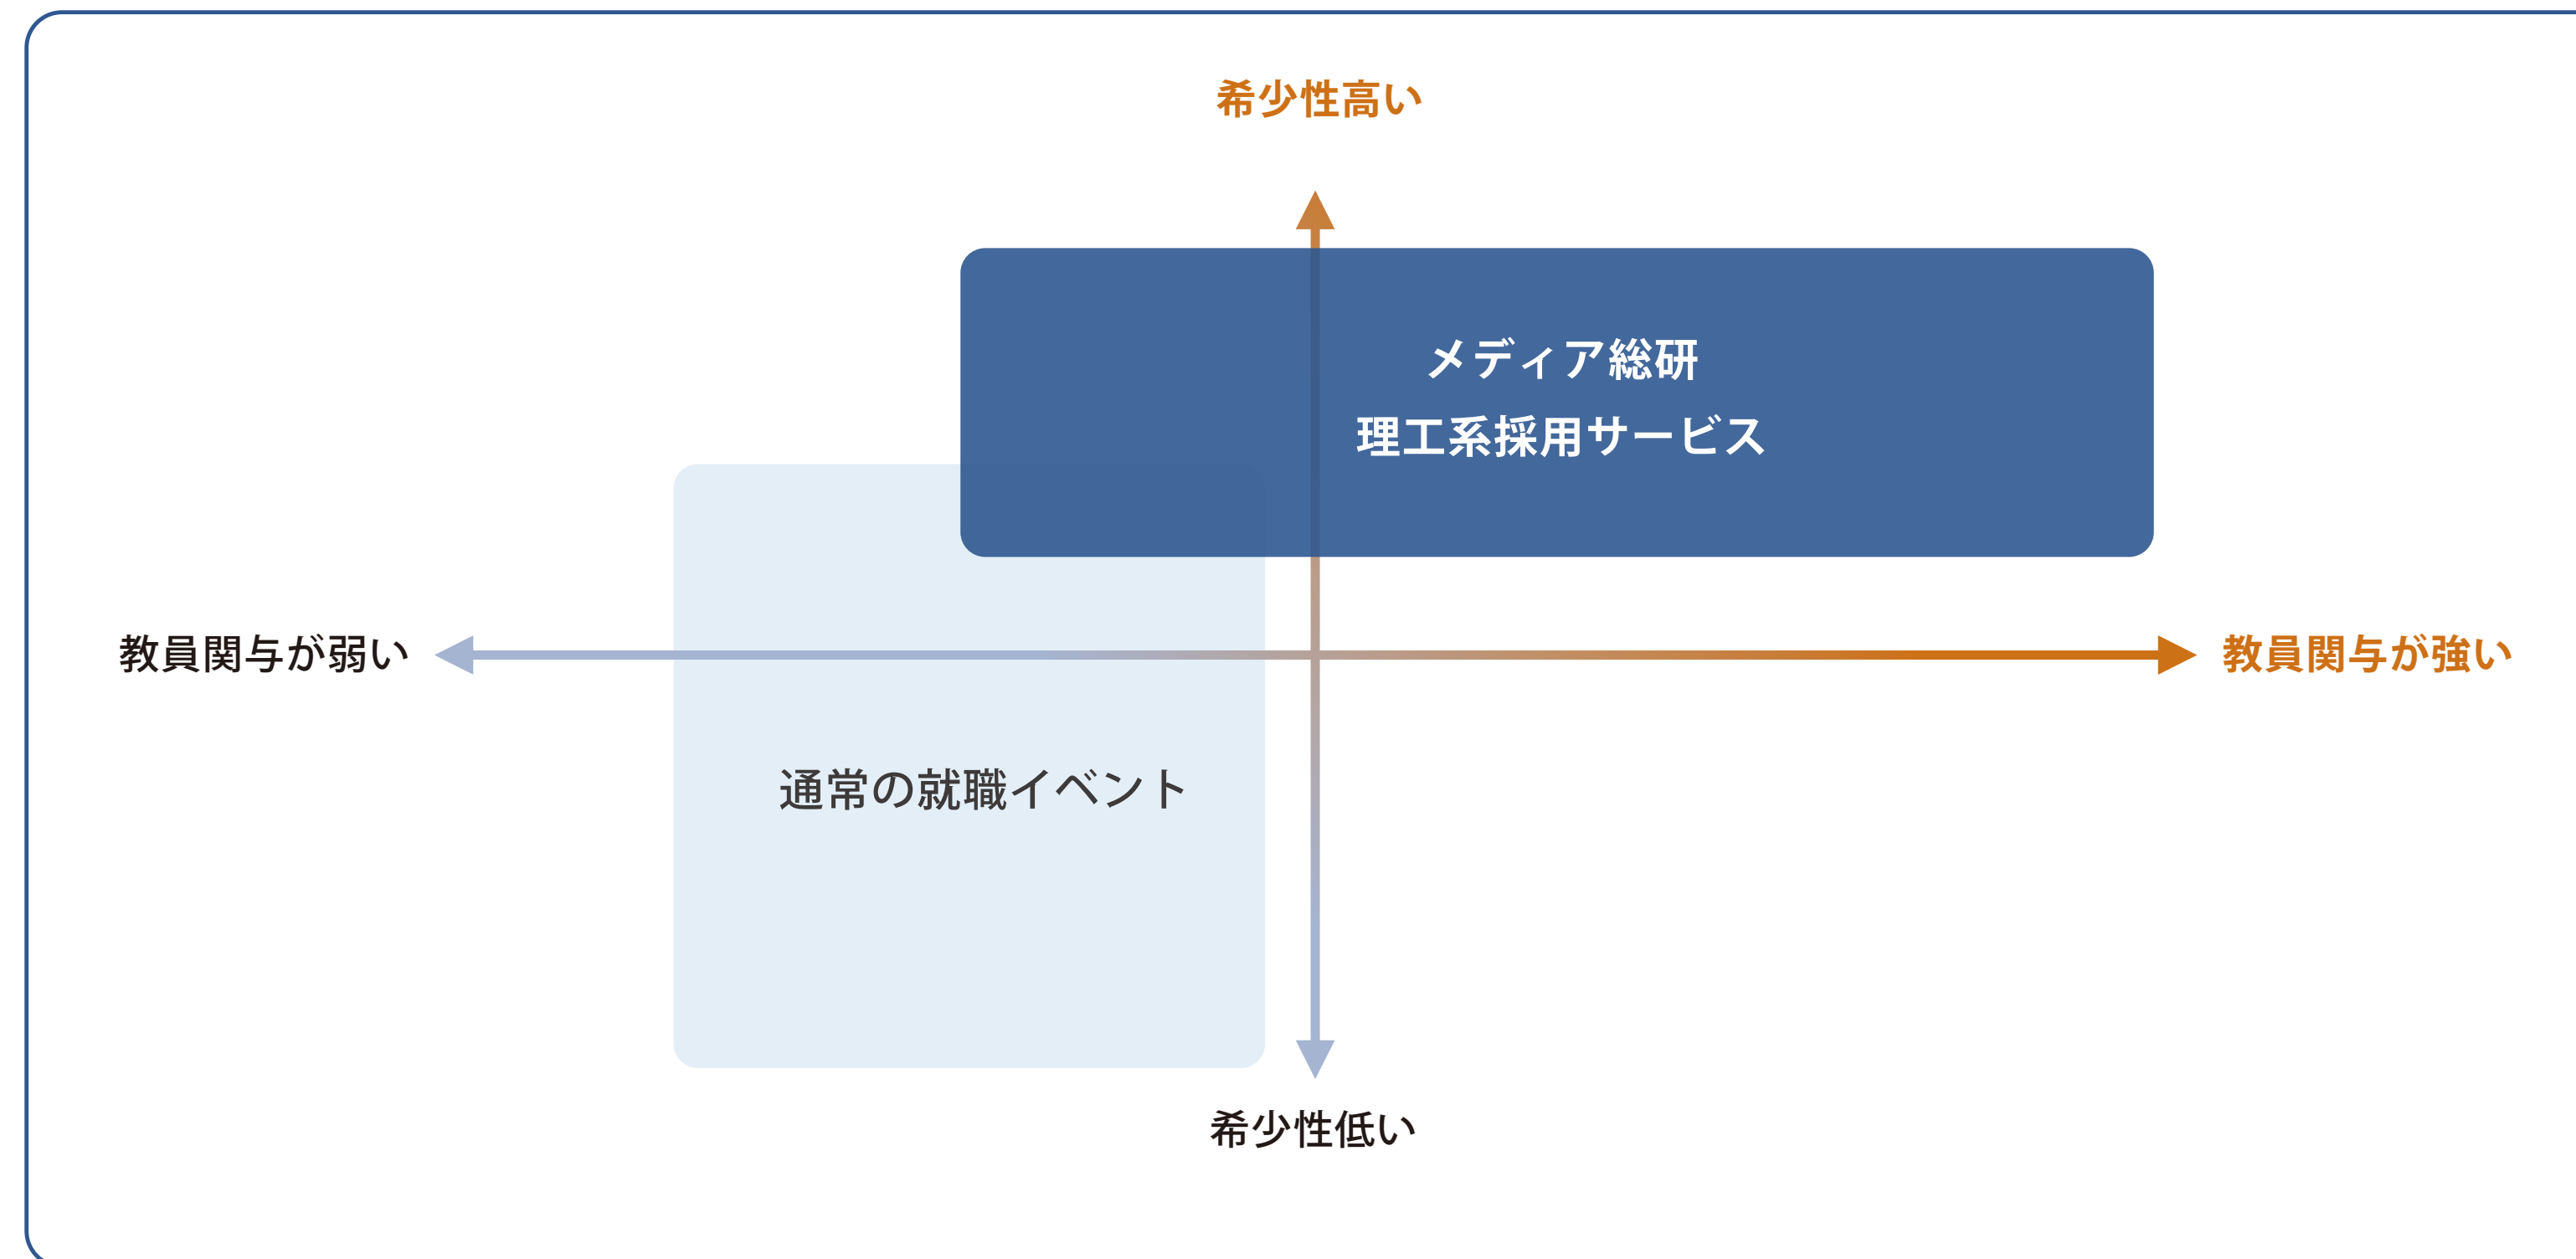 希少性高い
メディア総研
理工系採用サービス
教員関与が弱い
教員関与が強い
通常の就職イベント
希少性低い